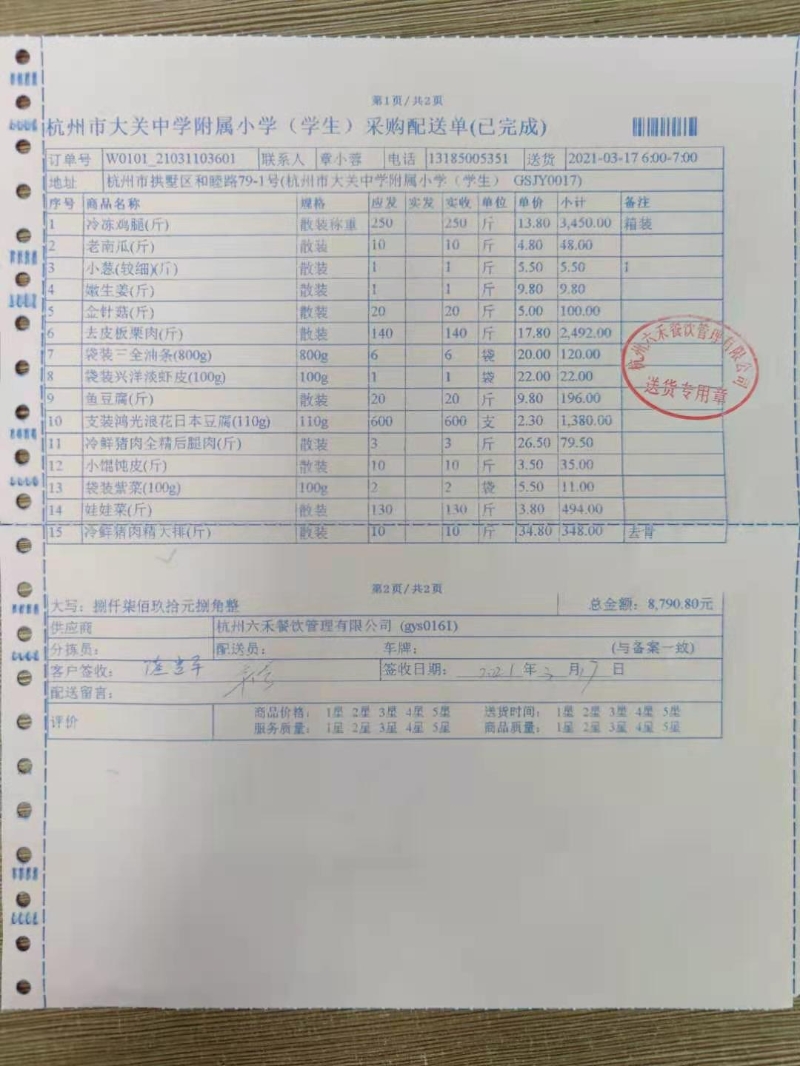 第1页/共2页
杭州市大关中学附属小学（学生）采购配送单(已完成)
订单号 W0101_21031103601 联系人 章小蓉 电话 13185005351 送货 2021-03-17 6:00-7:00
地址 杭州市拱墅区和睦路79-1号(杭州市大关中学附属小学（学生） GSJY0017)
序号 商品名称 规格 应发 实发 实收 单位 单价 小计 备注
1 冷冻鸡腿(斤) 散装称重 250 250 斤 13.80 3,450.00 箱装
2 老南瓜(斤) 散装 10 10 斤 4.80 48.00
3 小葱(较细)(斤) 散装 1 1 斤 5.50 5.50 1
4 嫩生姜(斤) 散装 1 1 斤 9.80 9.80
5 金针菇(斤) 散装 20 20 斤 5.00 100.00
6 去皮板栗肉(斤) 散装 140 140 斤 17.80 2,492.00
7 袋装三全油条(800g) 800g 6 6 袋 20.00 120.00
8 袋装兴洋淡虾皮(100g) 100g 1 1 袋 22.00 22.00
9 鱼豆腐(斤) 散装 20 20 斤 9.80 196.00
10 支装鸿光浪花日本豆腐(110g) 110g 600 600 支 2.30 1,380.00
11 冷鲜猪肉全精后腿肉(斤) 散装 3 3 斤 26.50 79.50
12 小馄饨皮(斤) 散装 10 10 斤 3.50 35.00
13 袋装紫菜(100g) 100g 2 2 袋 5.50 11.00
14 娃娃菜(斤) 散装 130 130 斤 3.80 494.00
15 冷鲜猪肉精大排(斤) 散装 10 10 斤 34.80 348.00 去骨
杭州六禾餐饮管理有限公司
送货专用章
第2页/共2页
大写：捌仟柒佰玖拾元捌角整 总金额：8,790.80元
供应商 杭州六禾餐饮管理有限公司 (gys0161)
分拣员： 配送员： 车牌： (与备案一致)
客户签收： 签收日期： 2021 年 3 月 17 日
配送留言：
评价 商品价格： 1星 2星 3星 4星 5星 送货时间： 1星 2星 3星 4星 5星
服务质量： 1星 2星 3星 4星 5星 商品质量： 1星 2星 3星 4星 5星